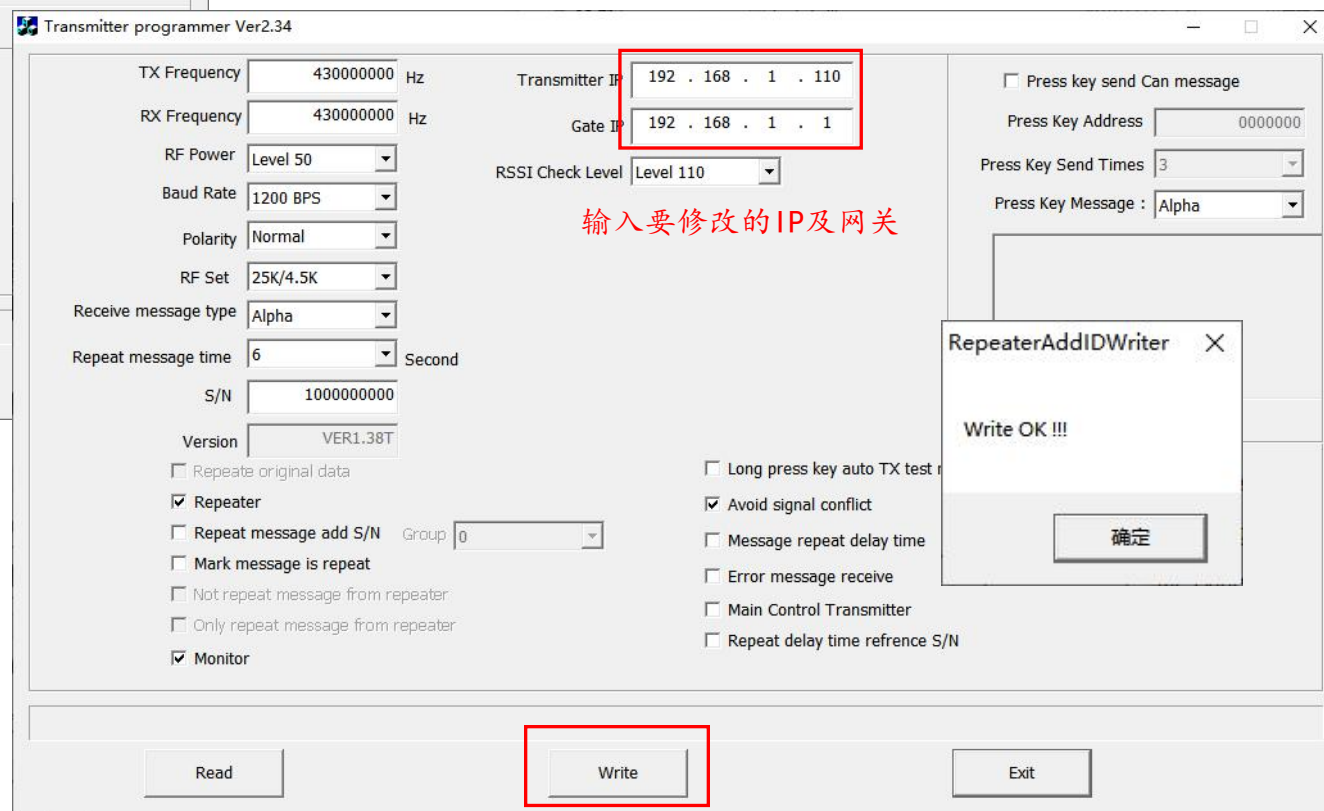 Transmitter programmer Ver2.34
TX Frequency 430000000 Hz
RX Frequency 430000000 Hz
RF Power Level 50
Baud Rate 1200 BPS
Polarity Normal
RF Set 25K/4.5K
Receive message type Alpha
Repeat message time 6 Second
S/N 1000000000
Version VER1.38T
Transmitter IP 192 . 168 . 1 . 110
Gate IP 192 . 168 . 1 . 1
RSSI Check Level Level 110
输入要修改的IP及网关
Press key send Can message
Press Key Address 0000000
Press Key Send Times 3
Press Key Message : Alpha
RepeaterAddIDWriter
Write OK !!!
确定
Repeate original data
Repeater
Repeat message add S/N Group 0
Mark message is repeat
Not repeat message from repeater
Only repeat message from repeater
Monitor
Long press key auto TX test
Avoid signal conflict
Message repeat delay time
Error message receive
Main Control Transmitter
Repeat delay time refrence S/N
Read
Write
Exit